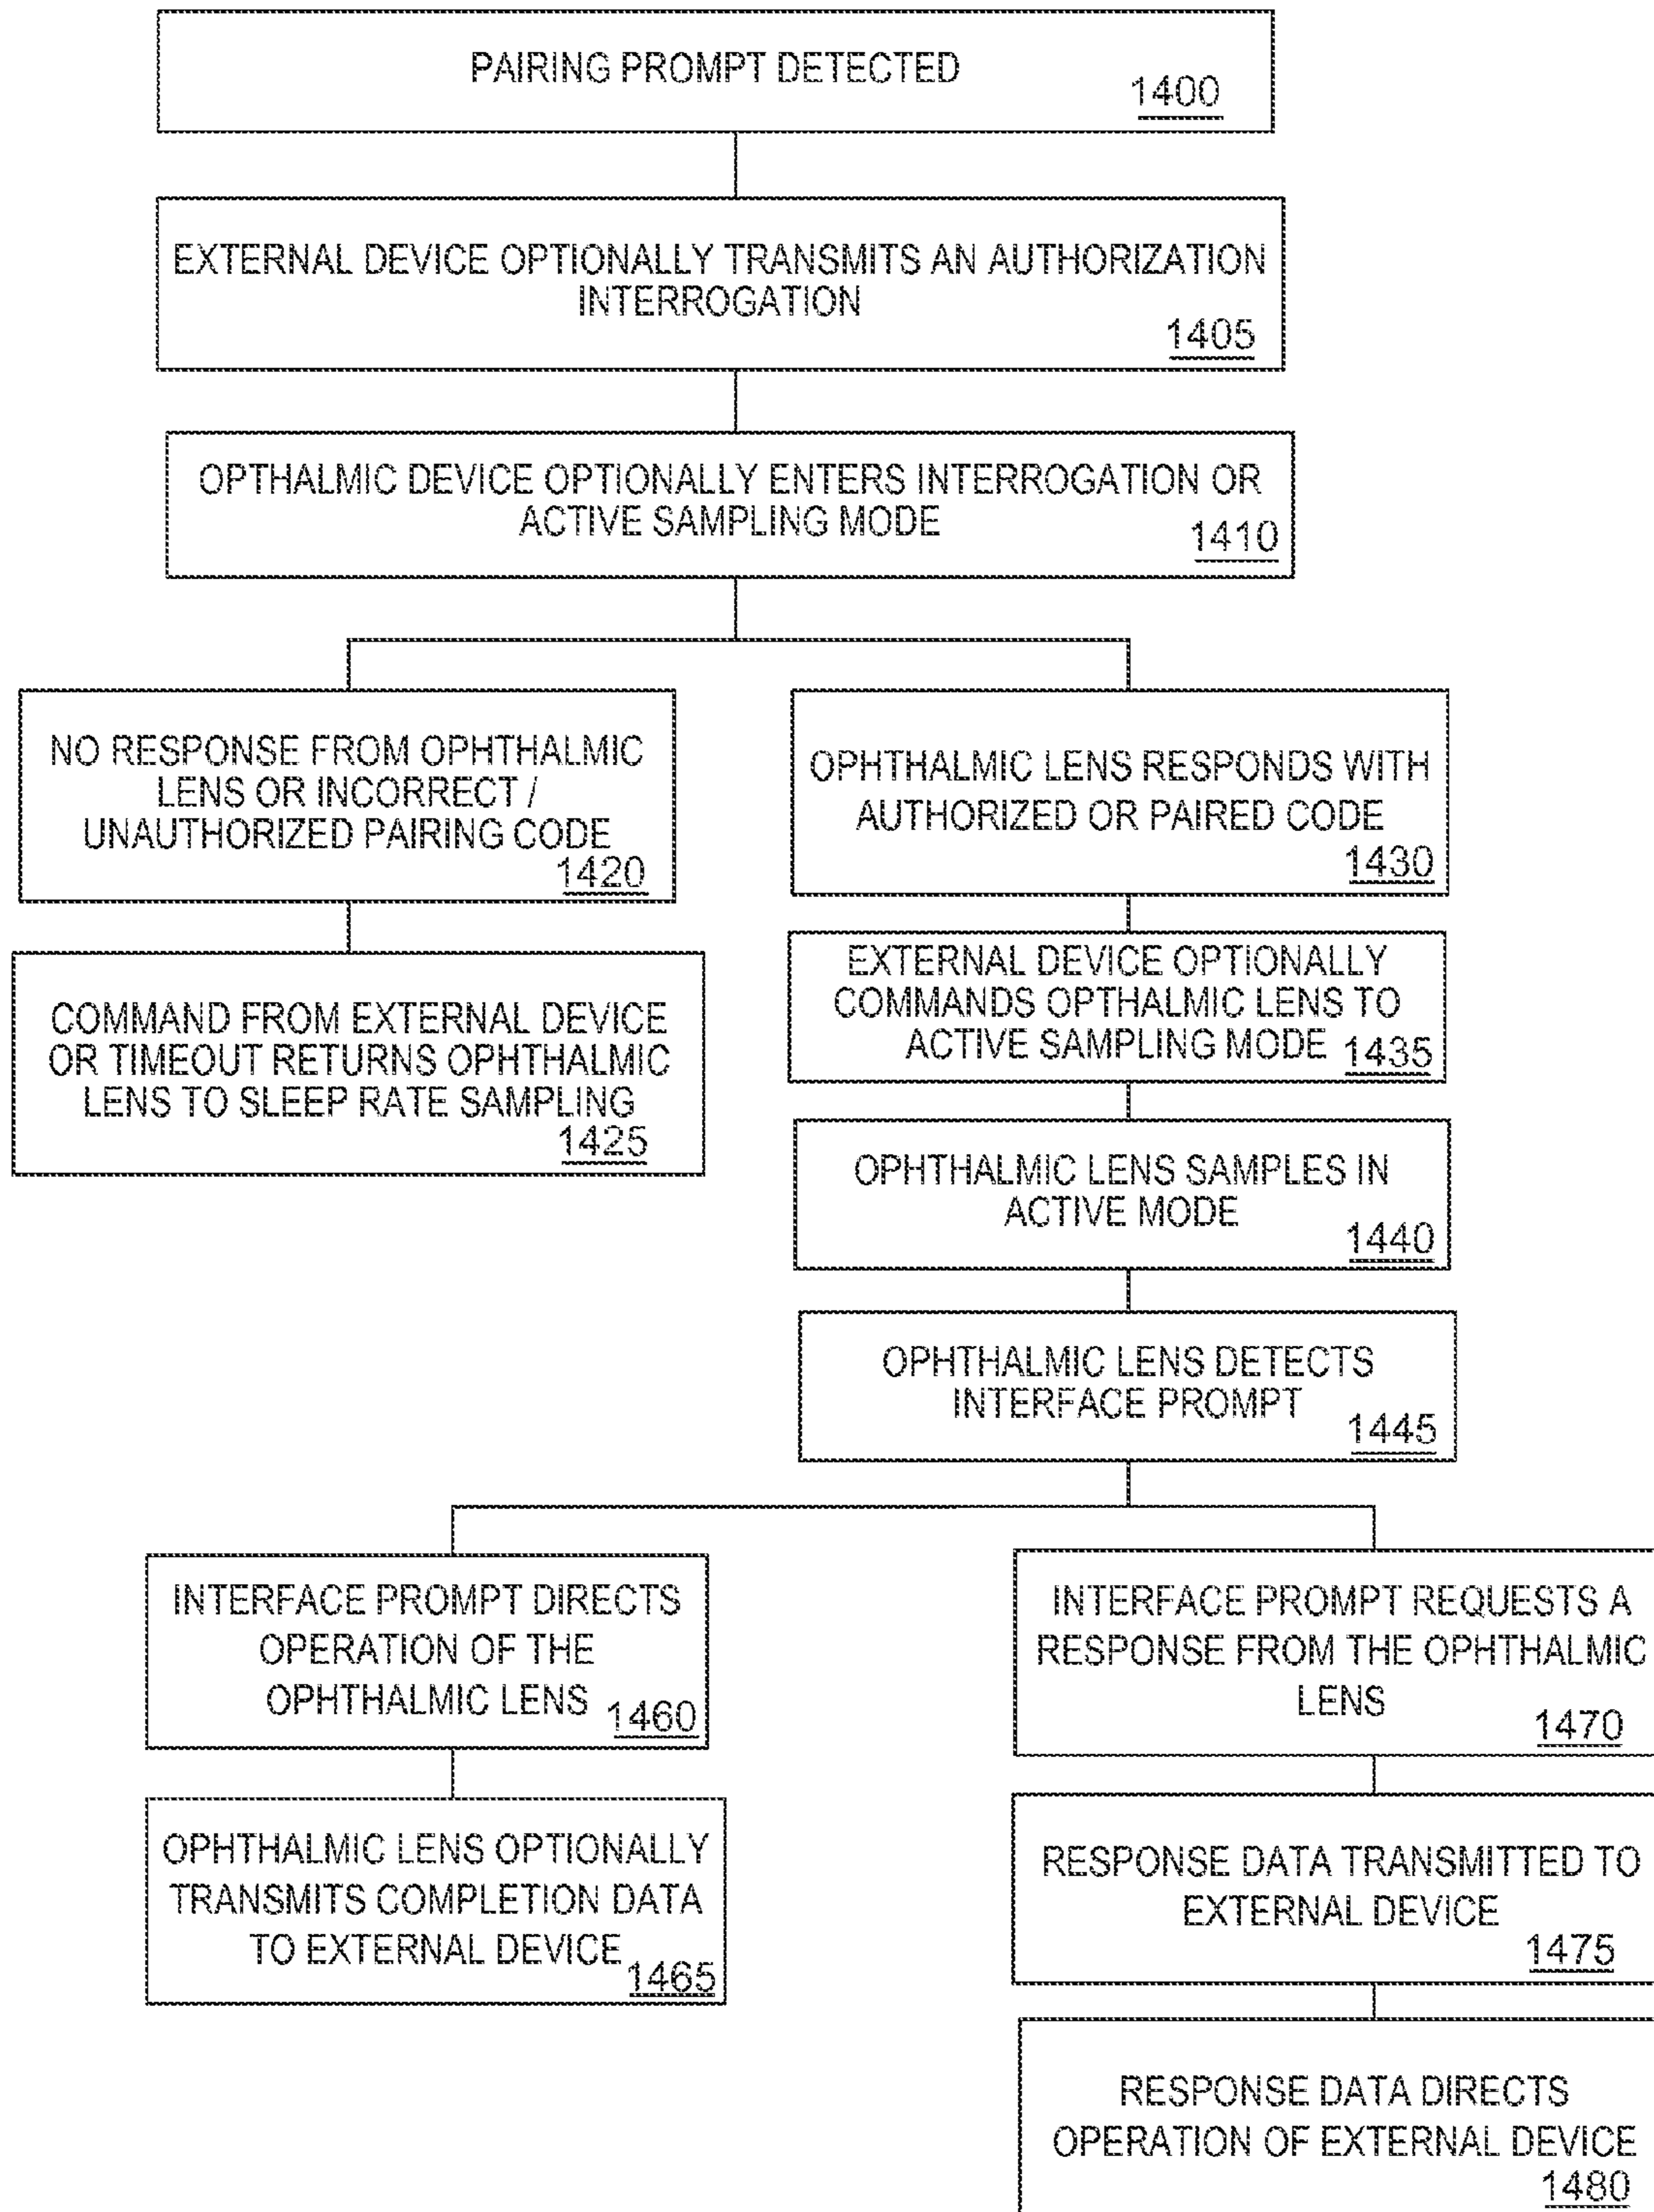 PAIRING PROMPT DETECTED
1400
EXTERNAL DEVICE OPTIONALLY TRANSMITS AN AUTHORIZATION
INTERROGATION
1405
OPTHALMIC DEVICE OPTIONALLY ENTERS INTERROGATION OR
ACTIVE SAMPLING MODE
1410
NO RESPONSE FROM OPHTHALMIC
LENS OR INCORRECT /
UNAUTHORIZED PAIRING CODE
1420
COMMAND FROM EXTERNAL DEVICE
OR TIMEOUT RETURNS OPHTHALMIC
LENS TO SLEEP RATE SAMPLING
1425
OPHTHALMIC LENS RESPONDS WITH
AUTHORIZED OR PAIRED CODE
1430
EXTERNAL DEVICE OPTIONALLY
COMMANDS OPTHALMIC LENS TO
ACTIVE SAMPLING MODE 1435
OPHTHALMIC LENS SAMPLES IN
ACTIVE MODE
1440
OPHTHALMIC LENS DETECTS
INTERFACE PROMPT
1445
INTERFACE PROMPT DIRECTS
OPERATION OF THE
OPHTHALMIC LENS 1460
OPHTHALMIC LENS OPTIONALLY
TRANSMITS COMPLETION DATA
TO EXTERNAL DEVICE 1465
INTERFACE PROMPT REQUESTS A
RESPONSE FROM THE OPHTHALMIC
LENS
1470
RESPONSE DATA TRANSMITTED TO
EXTERNAL DEVICE
1475
RESPONSE DATA DIRECTS
OPERATION OF EXTERNAL DEVICE
1480